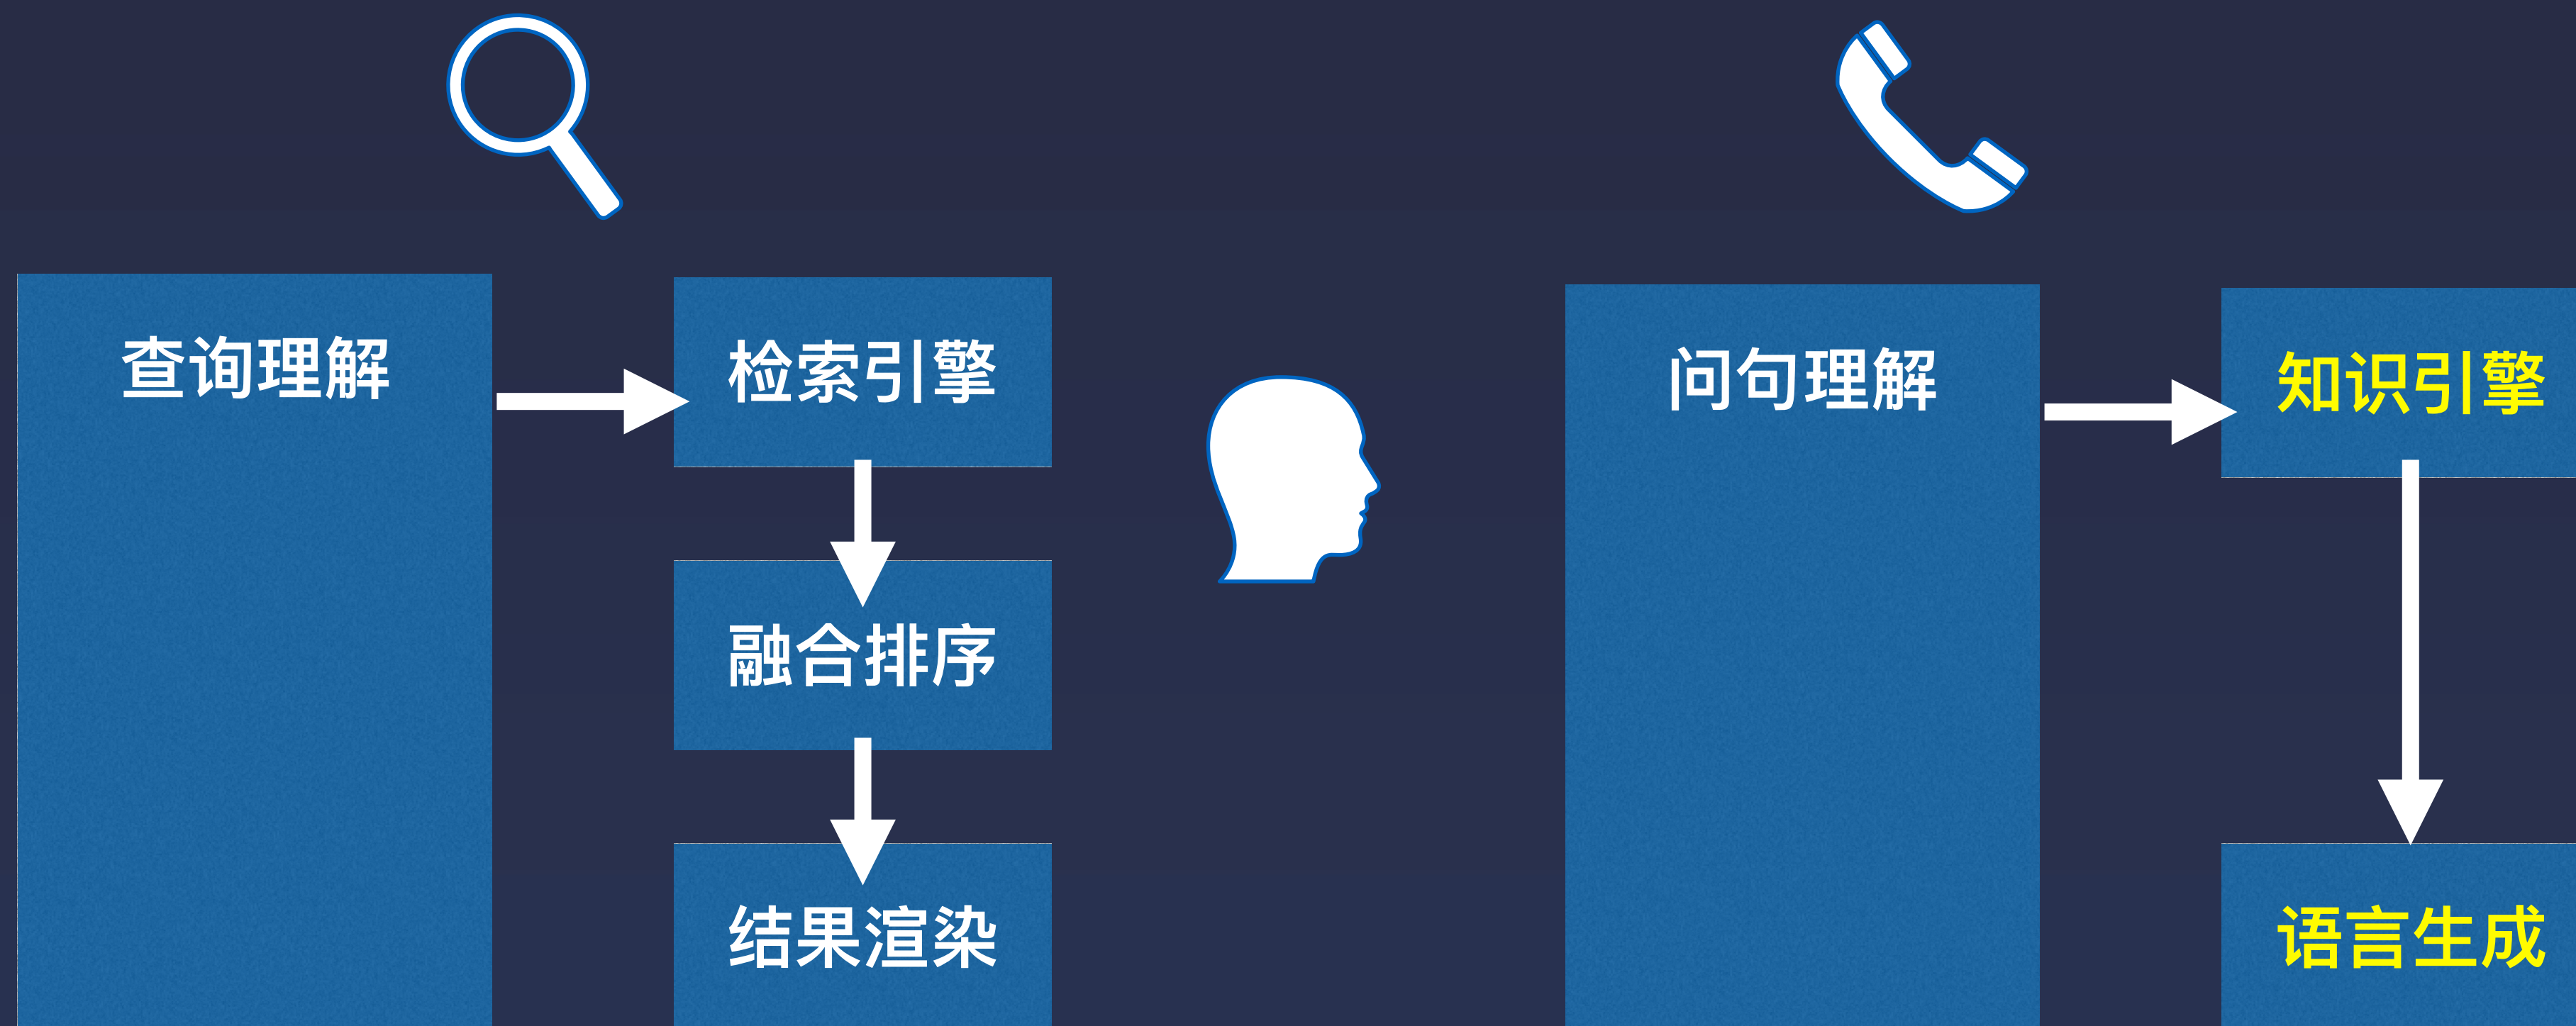 查询理解
检索引擎
融合排序
结果渲染
问句理解
知识引擎
语言生成